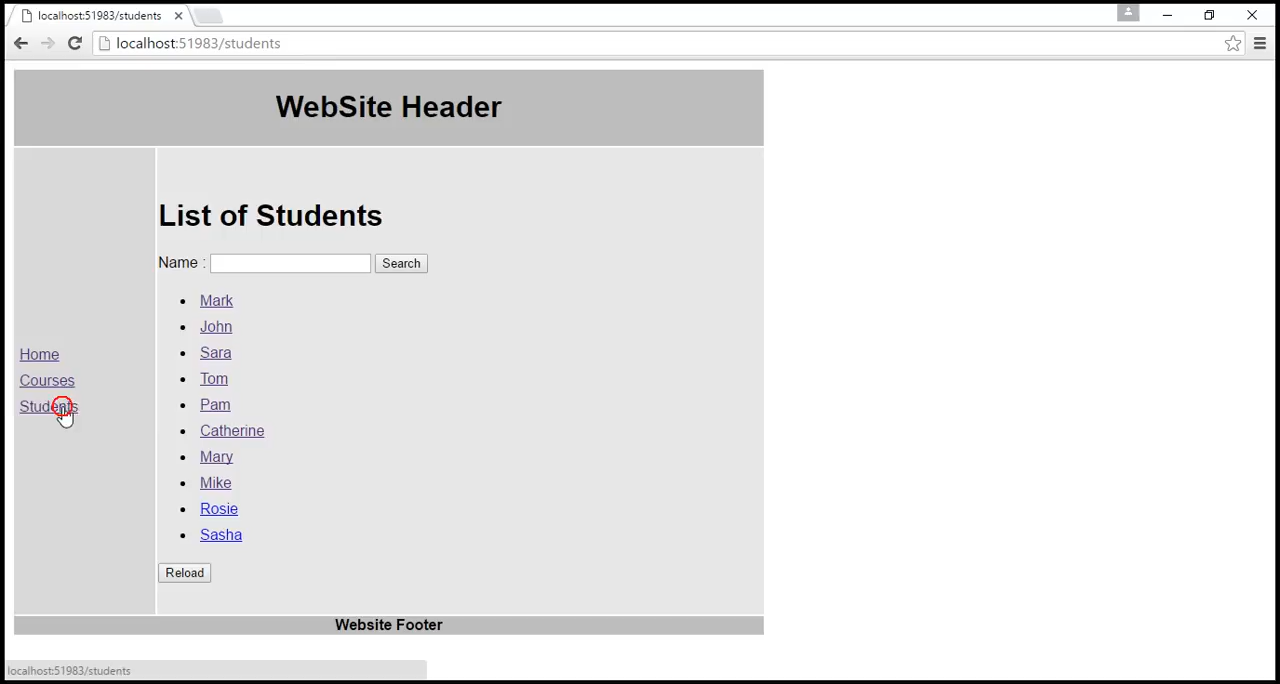 localhost:51983/students
localhost:51983/students
WebSite Header
List of Students
Name :
Search
Mark
John
Sara
Tom
Pam
Catherine
Mary
Mike
Rosie
Sasha
Reload
Home
Courses
Students
Website Footer
localhost:51983/students